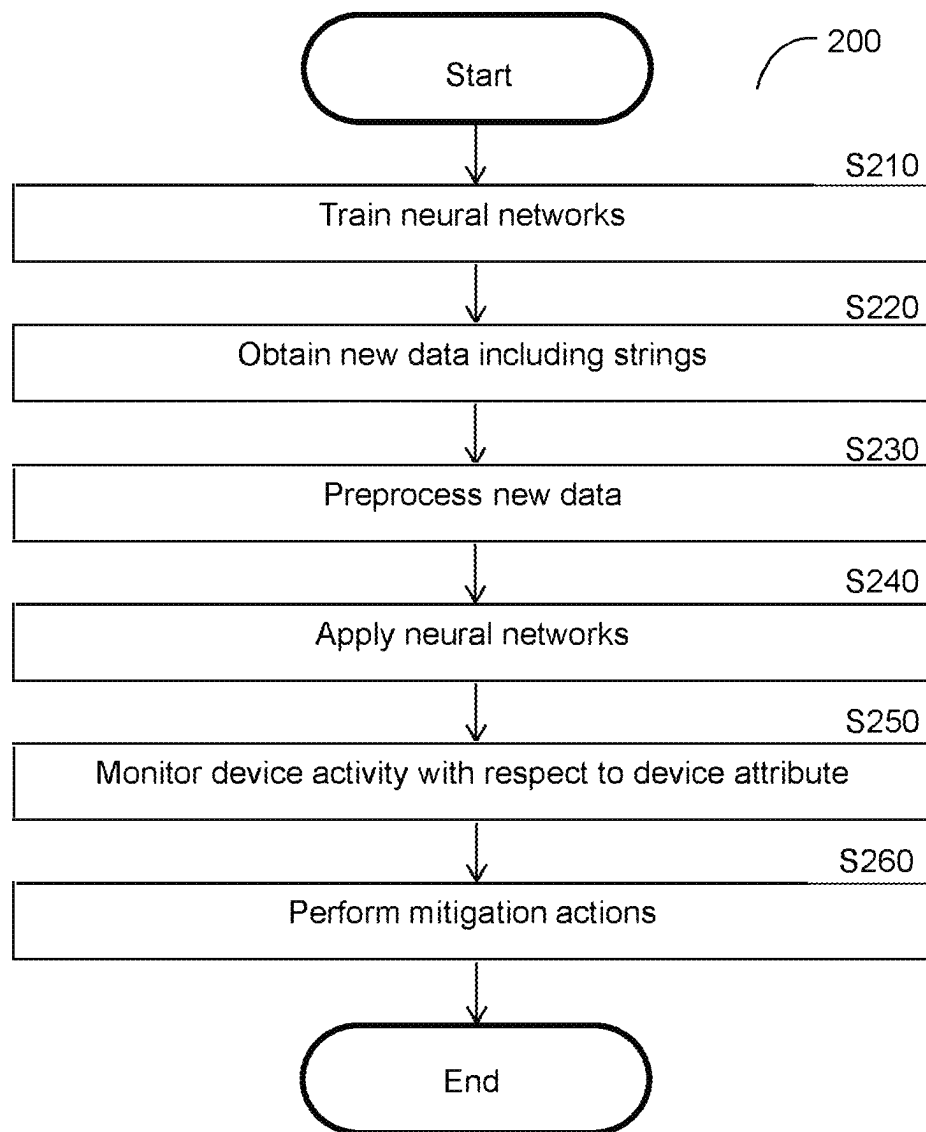 200
Start
S210
Train neural networks
S220
Obtain new data including strings
S230
Preprocess new data
S240
Apply neural networks
S250
Monitor device activity with respect to device attribute
S260
Perform mitigation actions
End